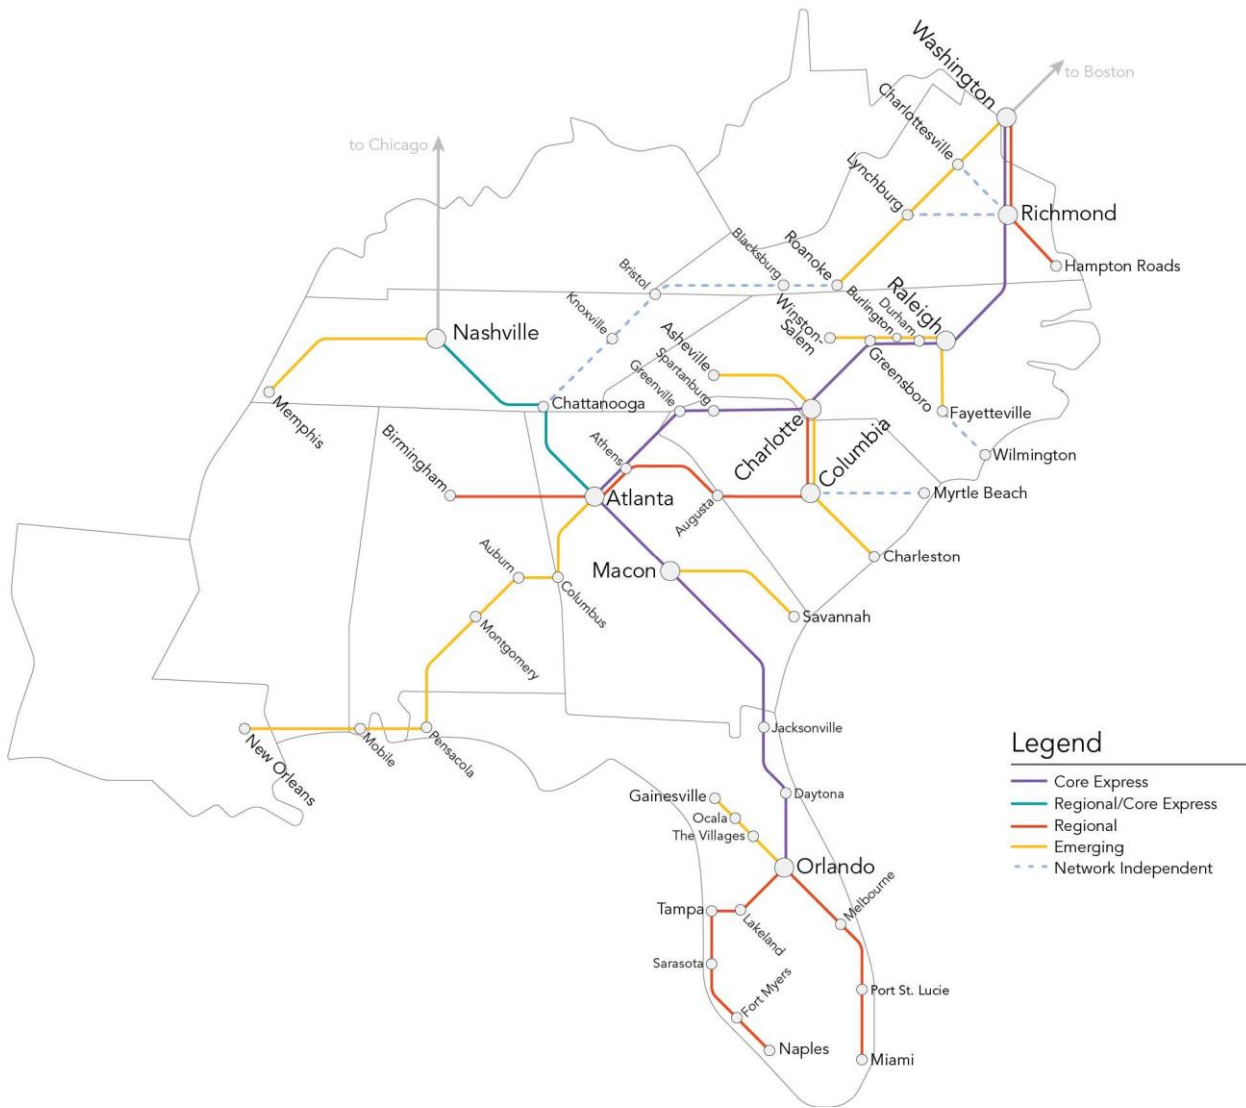 Washington
to Boston
Charlottesville
to Chicago
Lynchburg
Richmond
Blacksburg
Roanoke
Hampton Roads
Bristol
Raleigh
Burlington
Durham
Winston-
Salem
Knoxville
Nashville
Asheville
Spartanburg
Greenville
Greensboro
Chattanooga
Fayetteville
Memphis
Charlotte
Columbia
Birmingham
Athens
Wilmington
Atlanta
Augusta
Myrtle Beach
Auburn
Charleston
Macon
Columbus
Savannah
Montgomery
Jacksonville
New Orleans
Mobile
Pensacola
Legend
Core Express
Regional/Core Express
Regional
Emerging
Network Independent
Daytona
Gainesville
Ocala
The Villages
Orlando
Melbourne
Tampa
Lakeland
Sarasota
Fort Myers
Port St. Lucie
Naples
Miami